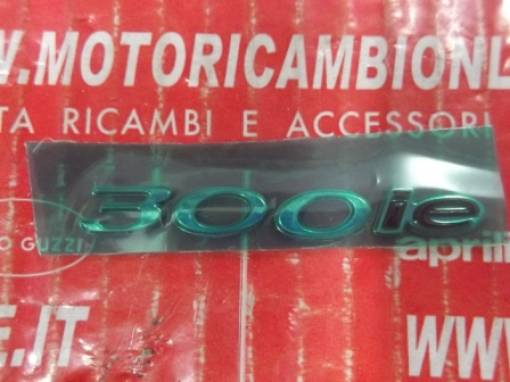 W.MOTORICAMBIONL
TA RICAMBI E ACCESSORI
300ie
O GUZZI
aprili
E.IT
WWW